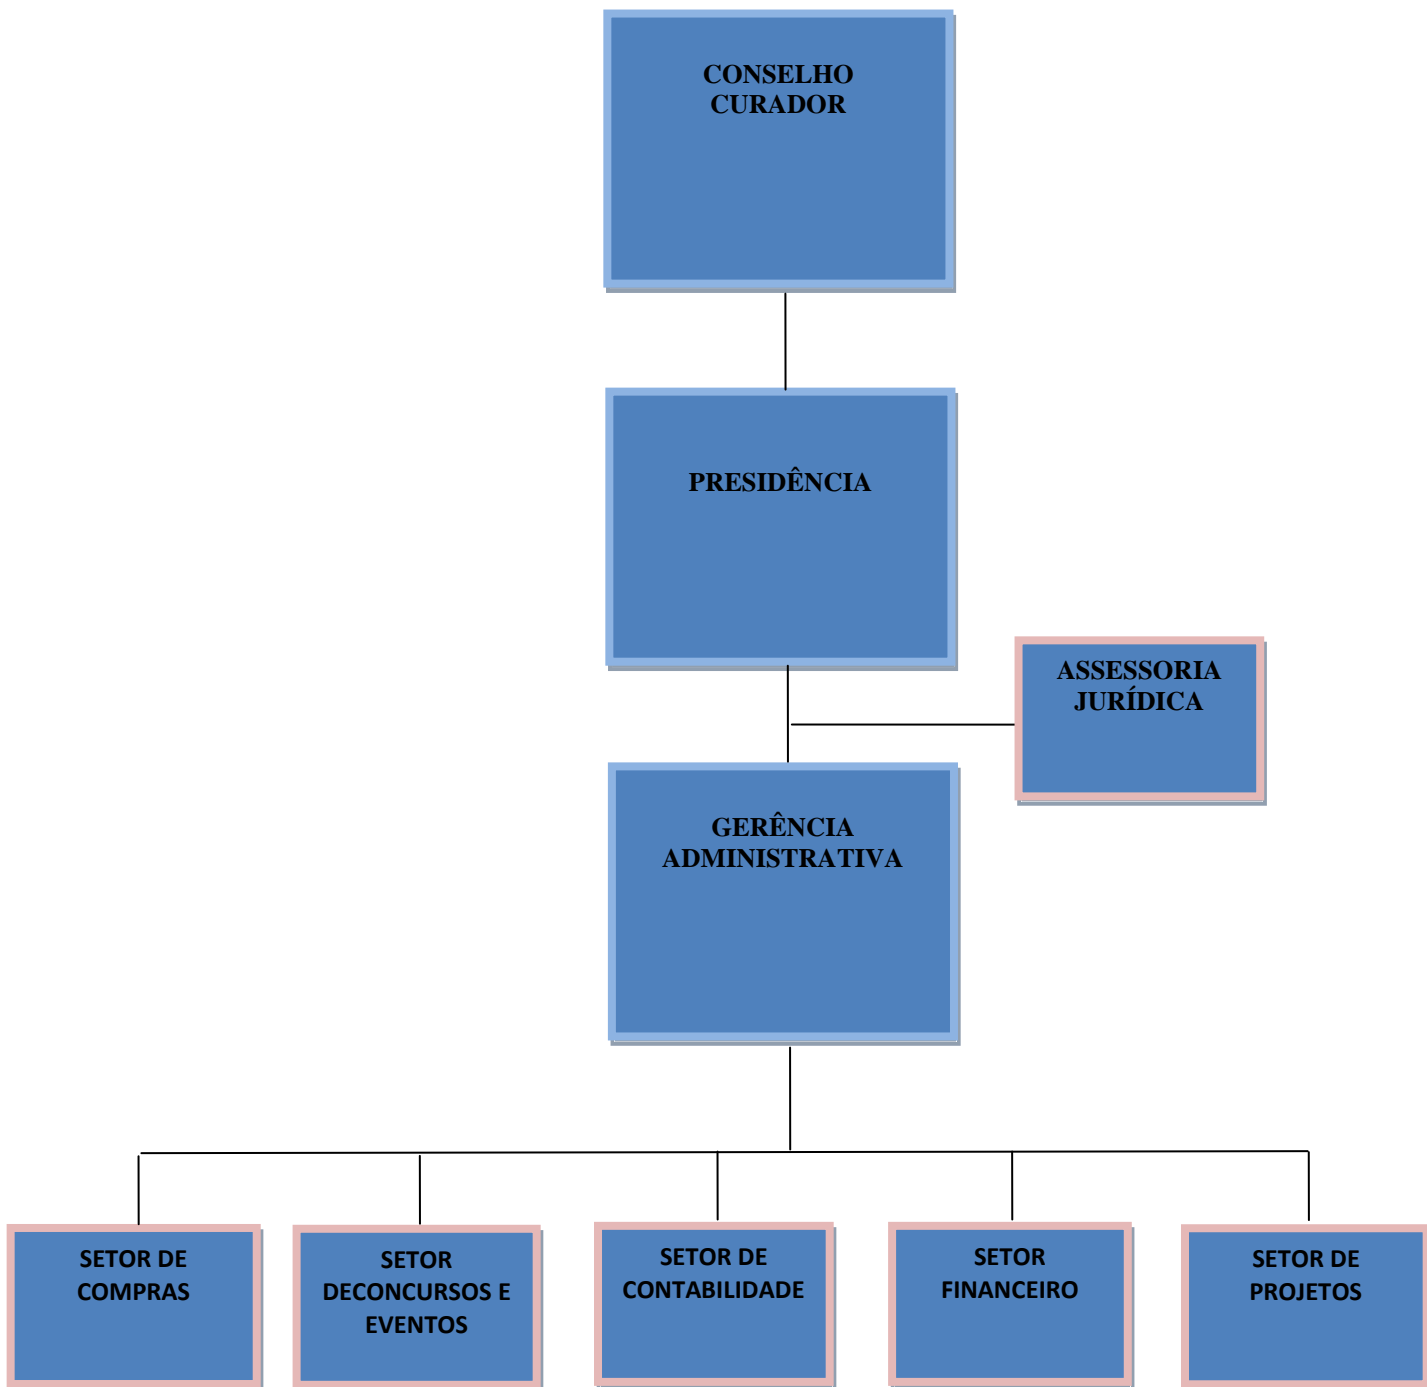 CONSELHO
CURADOR
PRESIDÊNCIA
ASSESSORIA
JURÍDICA
GERÊNCIA
ADMINISTRATIVA
SETOR DE
COMPRAS
SETOR
DECONCURSOS E
EVENTOS
SETOR DE
CONTABILIDADE
SETOR
FINANCEIRO
SETOR DE
PROJETOS